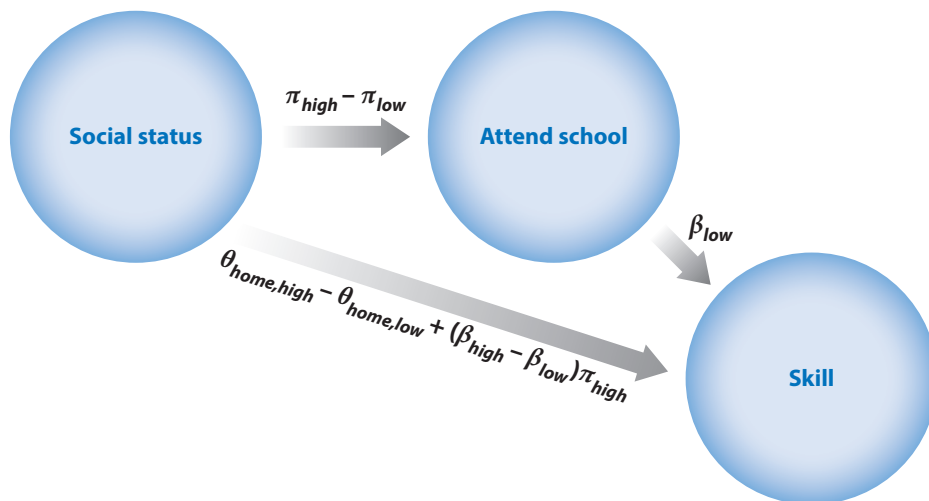 π_high – π_low
Social status
Attend school
β_low
θ_home,high – θ_home,low + (β_high – β_low)π_high
Skill